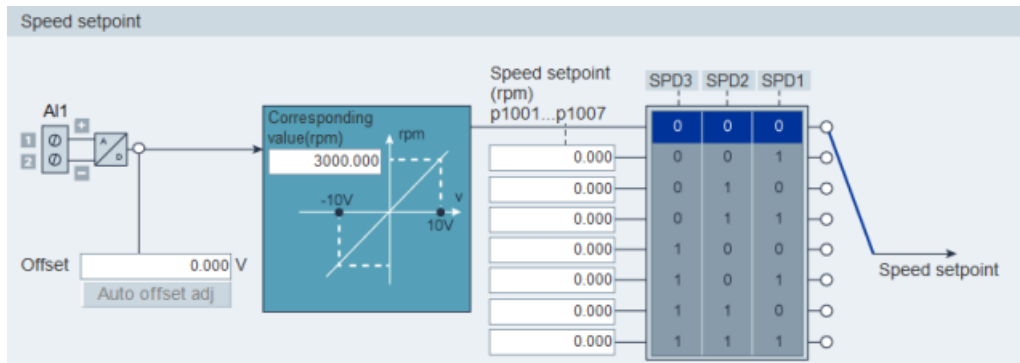 Speed setpoint
Speed setpoint
(rpm)
p1001...p1007
SPD3 SPD2 SPD1
AI1
1
2
+
−
A
D
Corresponding
value(rpm)
3000.000
rpm
-10V
v
10V
0 0 0
0.000 0 0 1
0.000 0 1 0
0.000 0 1 1
0.000 1 0 0
0.000 1 0 1
0.000 1 1 0
0.000 1 1 1
Offset 0.000 V
Auto offset adj
Speed setpoint